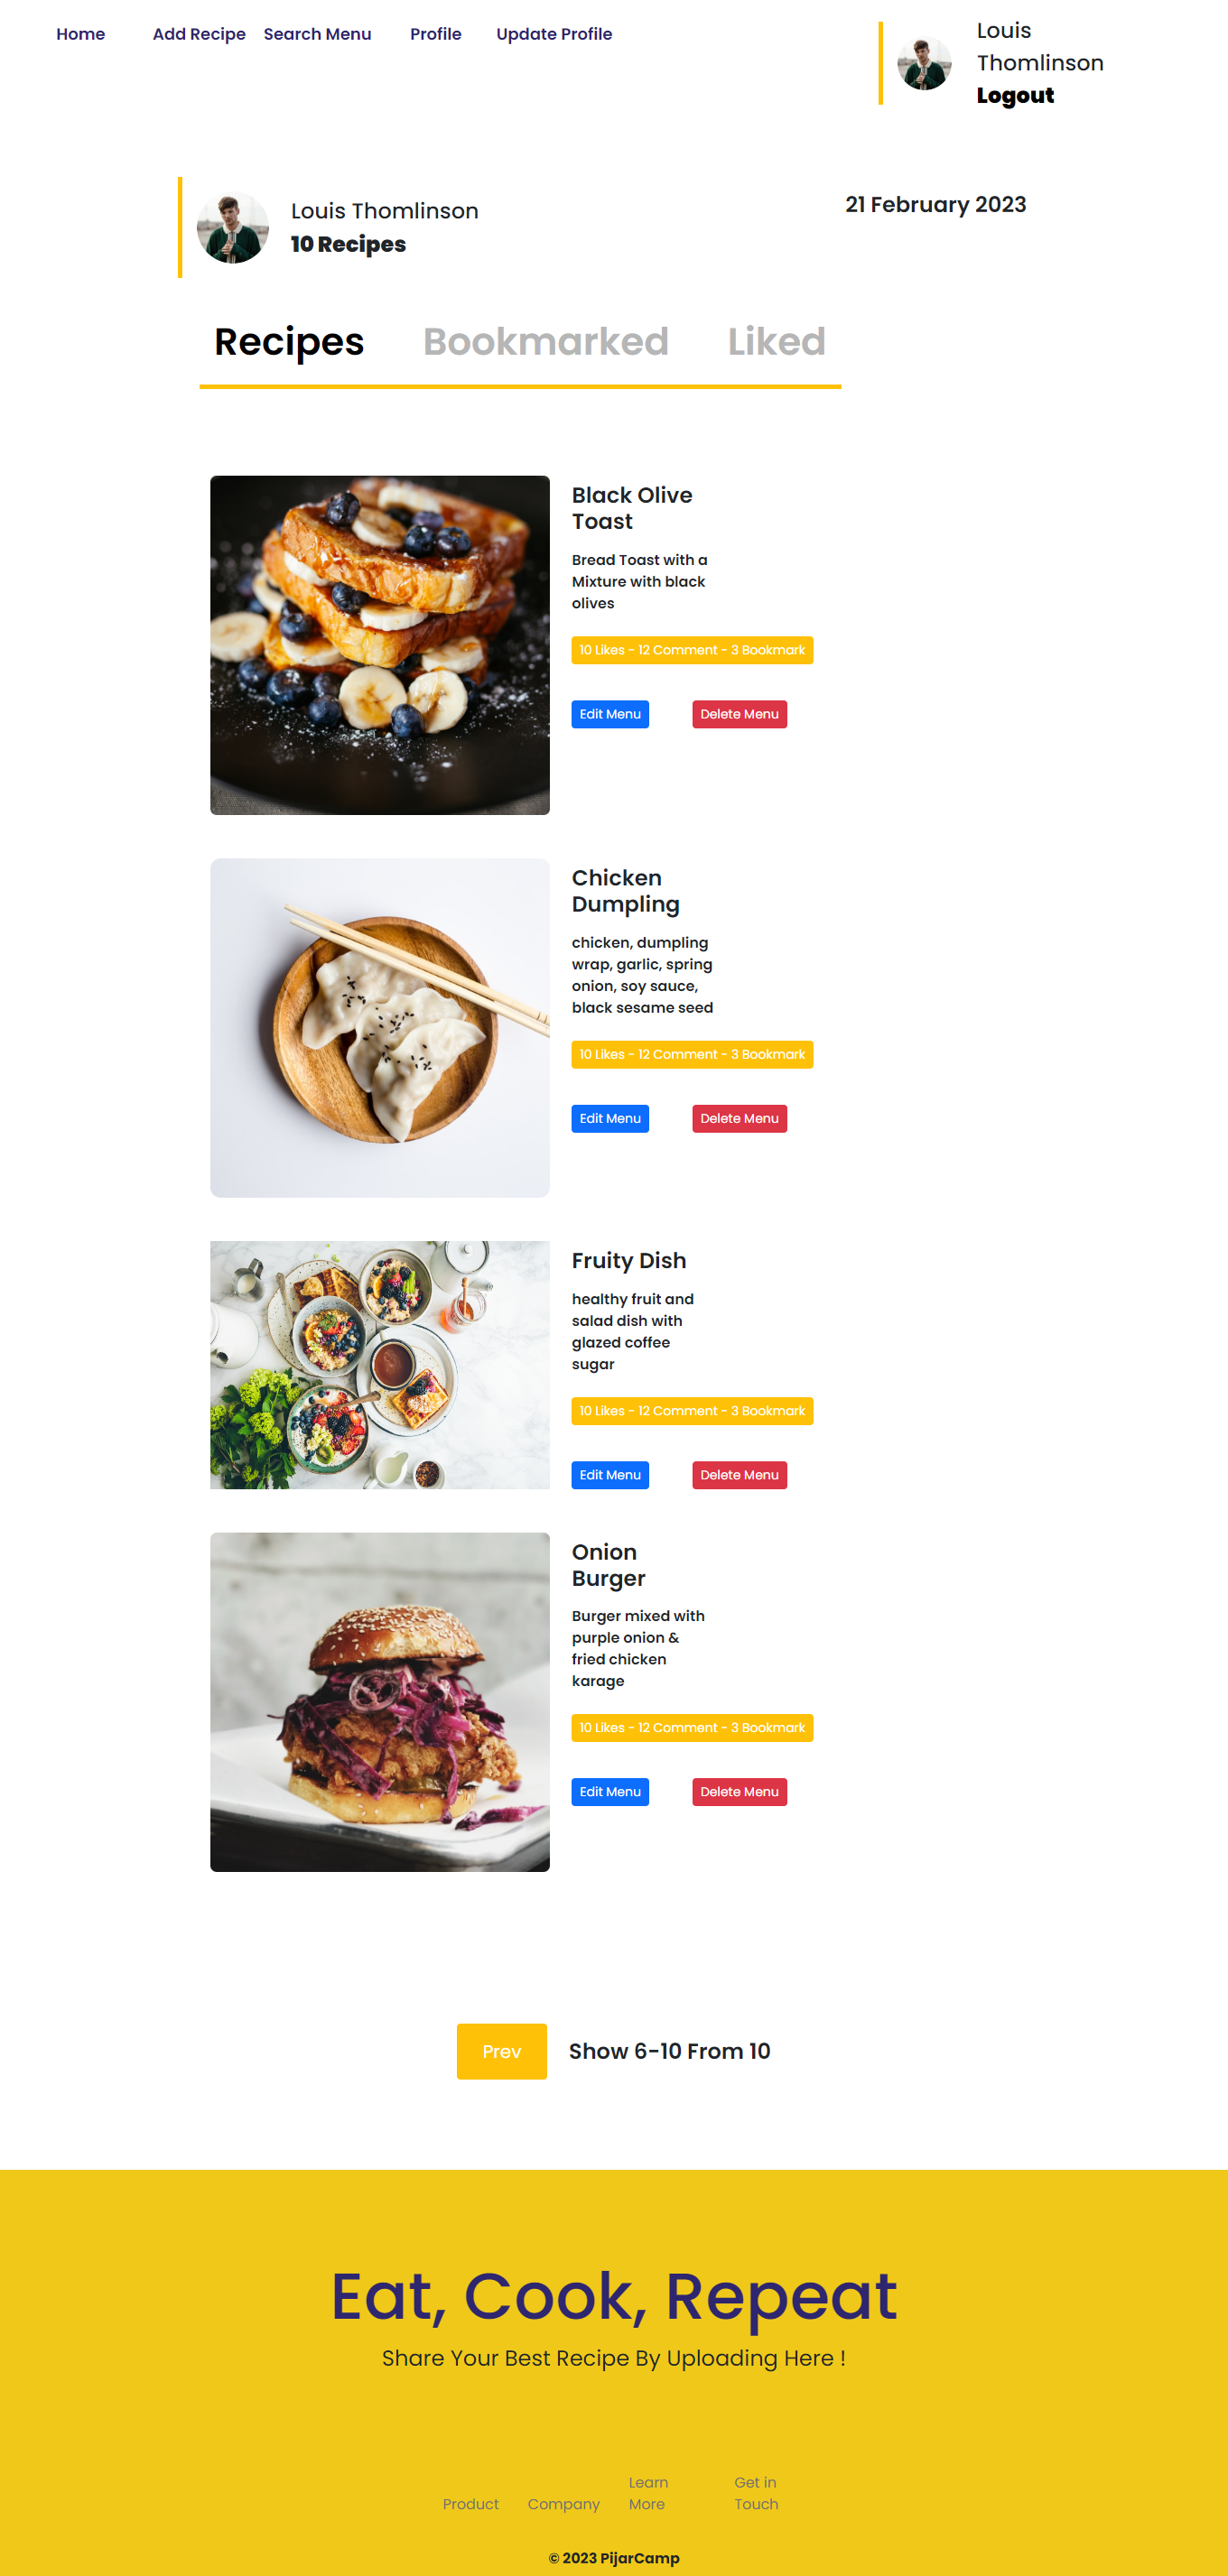 Home Add Recipe Search Menu Profile Update Profile
Louis
Thomlinson
Logout
Louis Thomlinson
10 Recipes
21 February 2023
Recipes Bookmarked Liked
Black Olive
Toast
Bread Toast with a
Mixture with black
olives
10 Likes - 12 Comment - 3 Bookmark
Edit Menu Delete Menu
Chicken
Dumpling
chicken, dumpling
wrap, garlic, spring
onion, soy sauce,
black sesame seed
10 Likes - 12 Comment - 3 Bookmark
Edit Menu Delete Menu
Fruity Dish
healthy fruit and
salad dish with
glazed coffee
sugar
10 Likes - 12 Comment - 3 Bookmark
Edit Menu Delete Menu
Onion
Burger
Burger mixed with
purple onion &
fried chicken
karage
10 Likes - 12 Comment - 3 Bookmark
Edit Menu Delete Menu
Prev Show 6-10 From 10
Eat, Cook, Repeat
Share Your Best Recipe By Uploading Here !
Product Company Learn
More
Get in
Touch
© 2023 PijarCamp